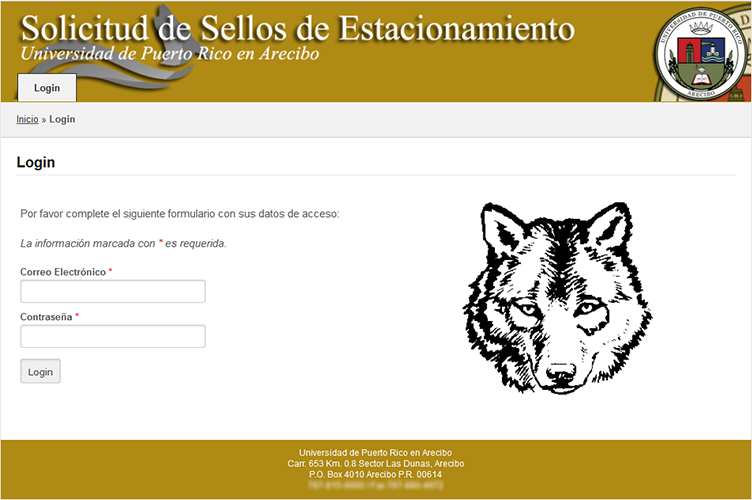 Solicitud de Sellos de Estacionamiento
Universidad de Puerto Rico en Arecibo
UNIVERSIDAD DE PUERTO RICO
ARECIBO
Login
Inicio » Login
Login
Por favor complete el siguiente formulario con sus datos de acceso:
La información marcada con * es requerida.
Correo Electrónico *
Contraseña *
Login
Universidad de Puerto Rico en Arecibo
Carr. 653 Km. 0.8 Sector Las Dunas, Arecibo
P.O. Box 4010 Arecibo P.R. 00614